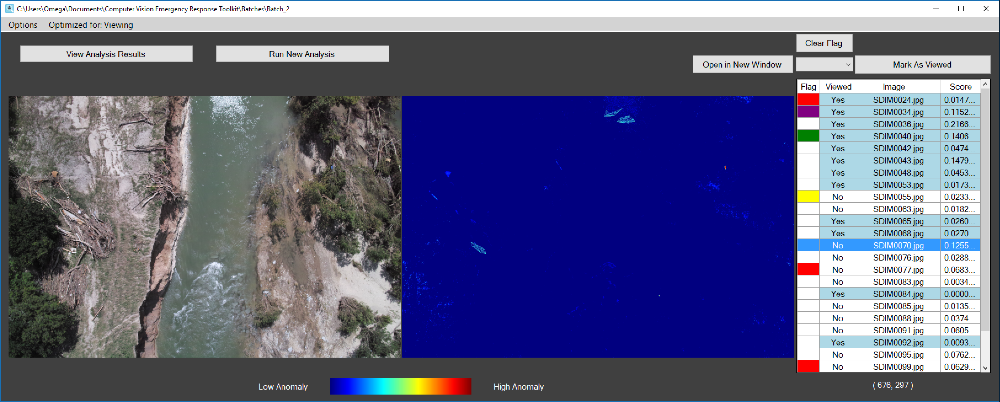 C:\Users\Omega\Documents\Computer Vision Emergency Response Toolkit\Batches\Batch_2
Options Optimized for: Viewing
Clear Flag
View Analysis Results Run New Analysis
Open in New Window Mark As Viewed
Flag Viewed Image Score
Yes SDIM0024.jpg 0.0147...
Yes SDIM0034.jpg 0.1152...
Yes SDIM0036.jpg 0.2166...
Yes SDIM0040.jpg 0.1406...
Yes SDIM0042.jpg 0.0474...
Yes SDIM0043.jpg 0.1479...
Yes SDIM0048.jpg 0.0453...
Yes SDIM0053.jpg 0.0173...
No SDIM0055.jpg 0.0233...
No SDIM0063.jpg 0.0182...
Yes SDIM0065.jpg 0.0260...
Yes SDIM0068.jpg 0.0270...
No SDIM0070.jpg 0.1255...
No SDIM0076.jpg 0.0288...
No SDIM0077.jpg 0.0683...
No SDIM0083.jpg 0.0034...
Yes SDIM0084.jpg 0.0000...
No SDIM0085.jpg 0.0135...
No SDIM0088.jpg 0.0374...
No SDIM0091.jpg 0.0605...
Yes SDIM0092.jpg 0.0093...
No SDIM0095.jpg 0.0762...
No SDIM0099.jpg 0.0629...
Low Anomaly High Anomaly
( 676, 297 )